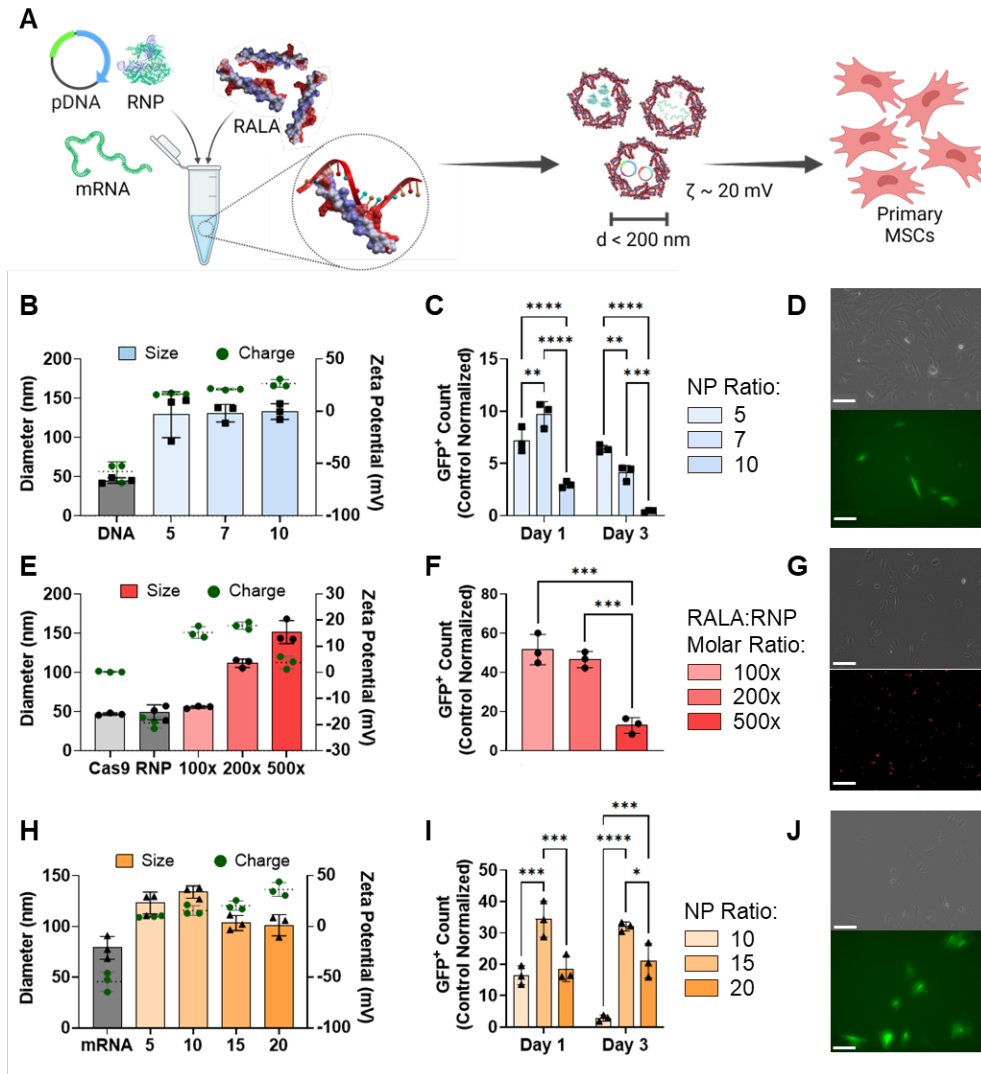 A
pDNA
RNP
RALA
mRNA
ζ ~ 20 mV
d < 200 nm
Primary
MSCs
B
Size
Charge
Diameter (nm)
200
150
100
50
0
Zeta Potential (mV)
50
0
-50
-100
DNA 5 7 10
C
GFP+ Count
(Control Normalized)
15
10
5
0
**** ****
**** **
** ***
Day 1 Day 3
NP Ratio:
5
7
10
D
E
Size
Charge
Diameter (nm)
200
150
100
50
0
Zeta Potential (mV)
30
20
10
0
-10
-20
-30
Cas9 RNP 100x 200x 500x
F
GFP+ Count
(Control Normalized)
80
60
40
20
0
***
***
RALA:RNP
Molar Ratio:
100x
200x
500x
G
H
Size
Charge
Diameter (nm)
150
100
50
0
Zeta Potential (mV)
50
0
-50
-100
mRNA 5 10 15 20
I
GFP+ Count
(Control Normalized)
50
40
30
20
10
0
***
*** ****
*** *
Day 1 Day 3
NP Ratio:
10
15
20
J